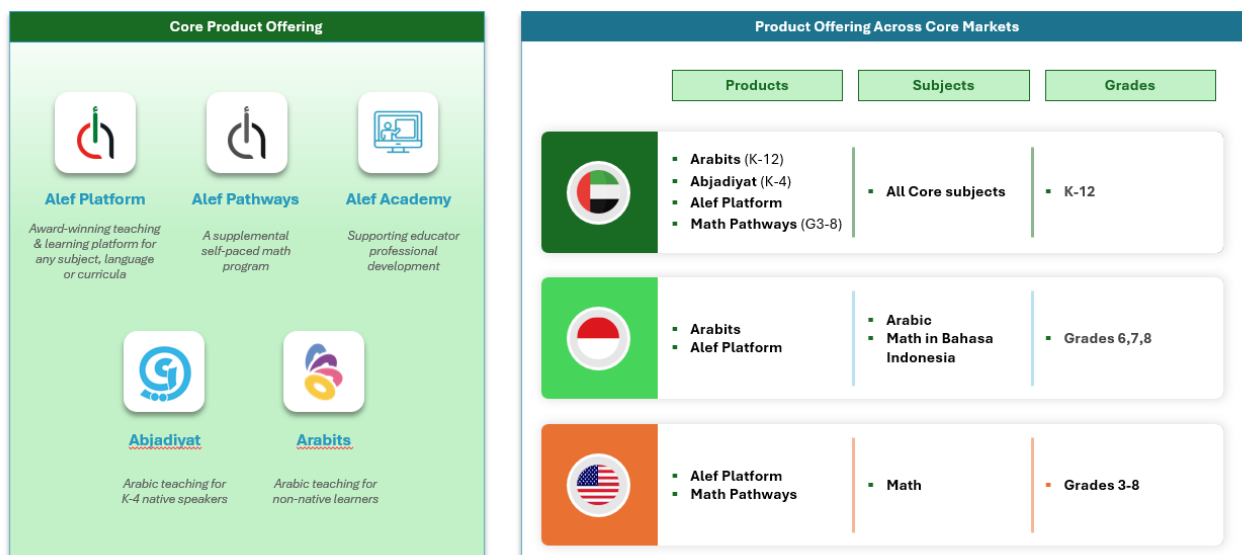 Core Product Offering
Alef Platform
Award-winning teaching
& learning platform for
any subject, language
or curricula
Alef Pathways
A supplemental
self-paced math
program
Alef Academy
Supporting educator
professional
development
Abjadiyat
Arabic teaching for
K-4 native speakers
Arabits
Arabic teaching for
non-native learners
Product Offering Across Core Markets
Products
Subjects
Grades
▪ Arabits (K-12)
▪ Abjadiyat (K-4)
▪ Alef Platform
▪ Math Pathways (G3-8)
▪ All Core subjects
▪ K-12
▪ Arabits
▪ Alef Platform
▪ Arabic
▪ Math in Bahasa
Indonesia
▪ Grades 6,7,8
▪ Alef Platform
▪ Math Pathways
▪ Math
▪ Grades 3-8